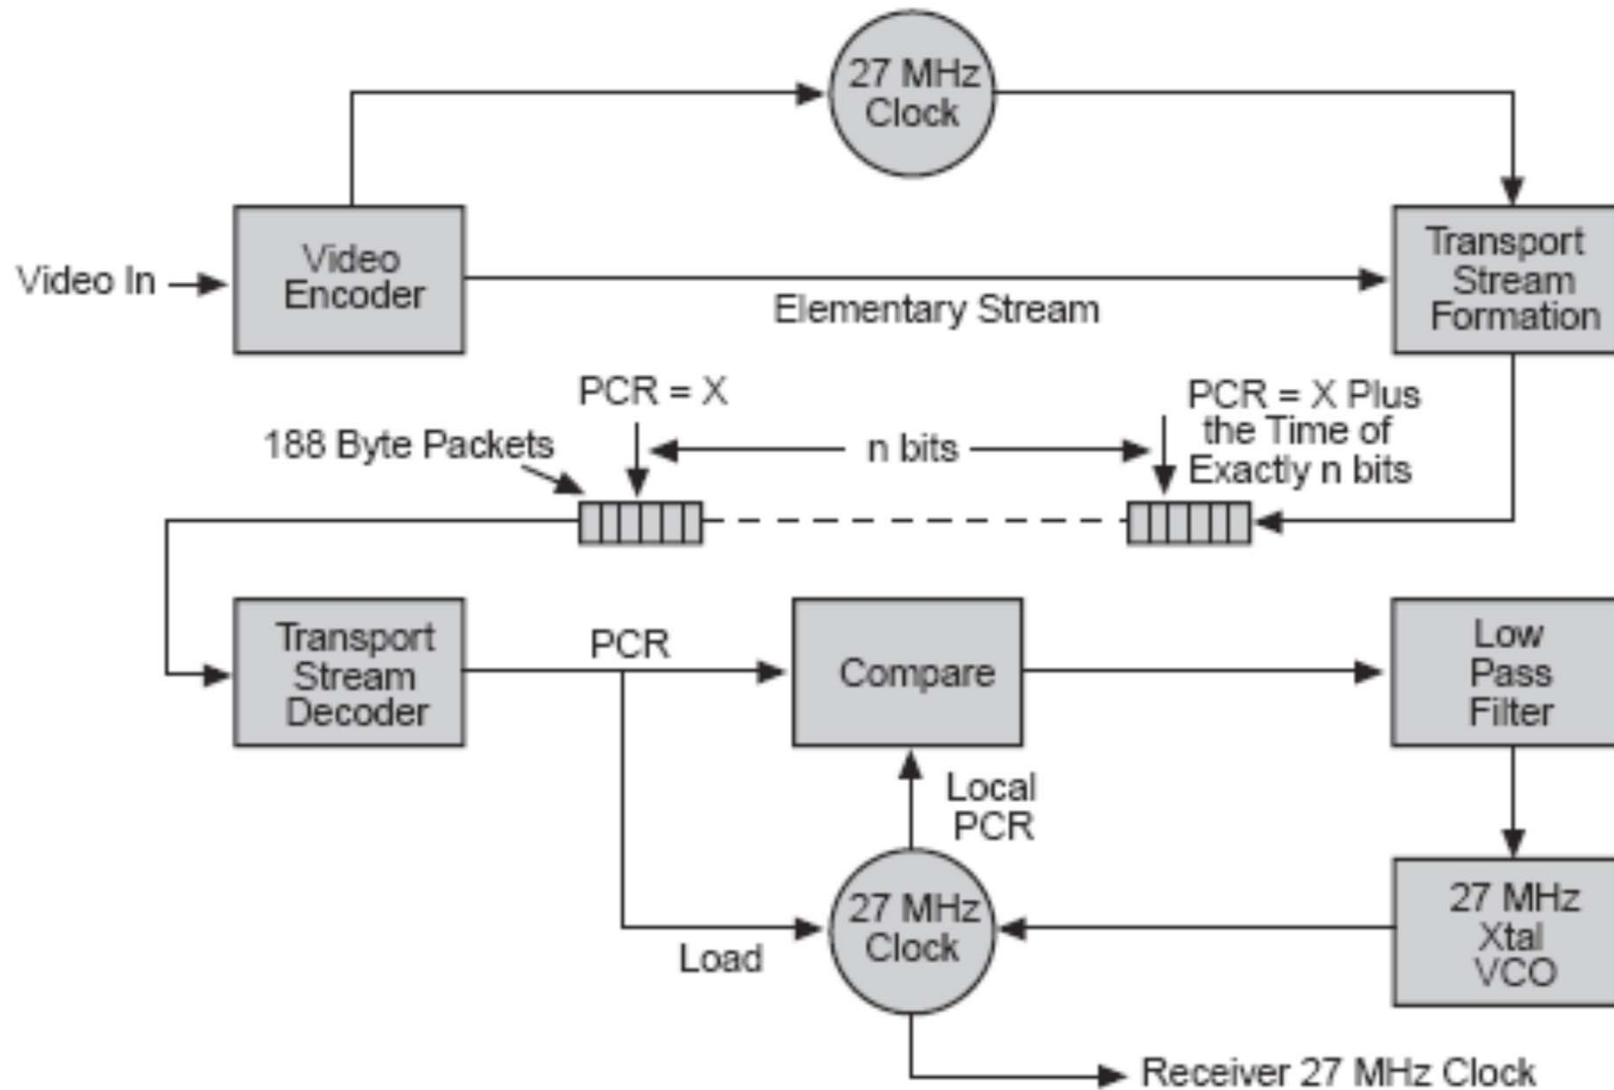 27 MHz
Clock
Video In
Video
Encoder
Elementary Stream
Transport
Stream
Formation
PCR = X
188 Byte Packets
n bits
PCR = X Plus
the Time of
Exactly n bits
Transport
Stream
Decoder
PCR
Compare
Low
Pass
Filter
Local
PCR
Load
27 MHz
Clock
27 MHz
Xtal
VCO
Receiver 27 MHz Clock